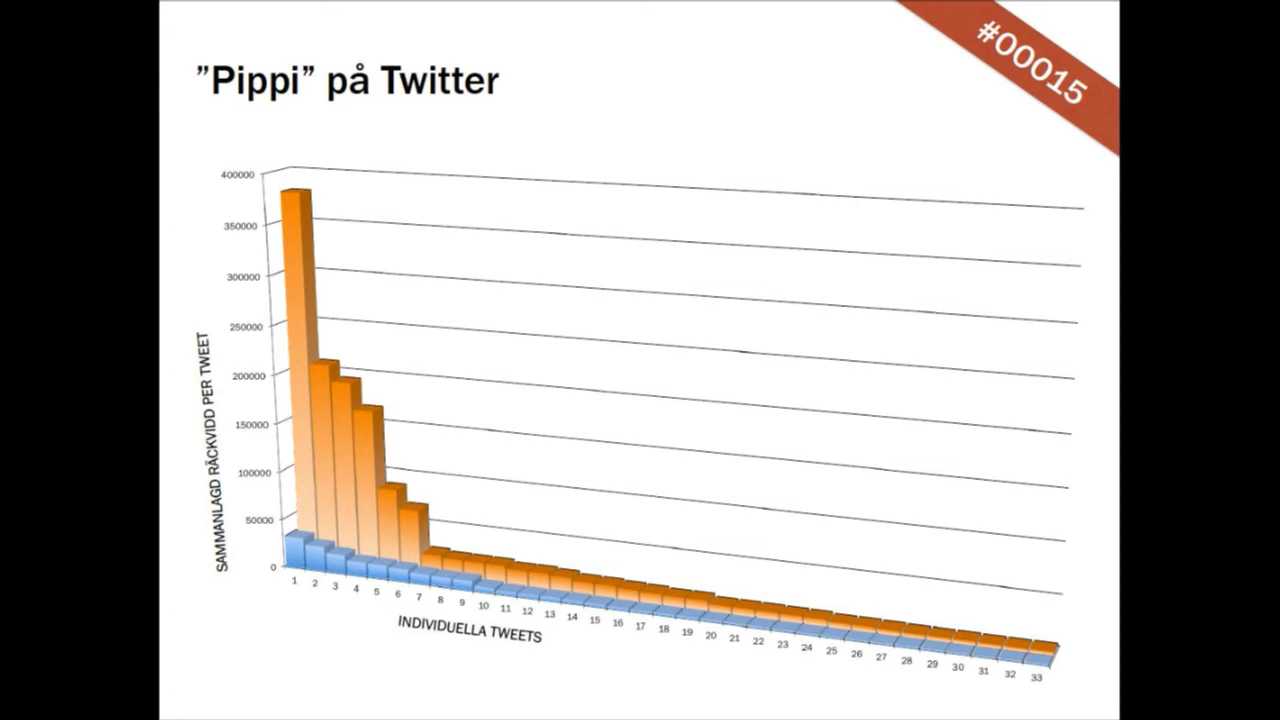 #00015
”Pippi” på Twitter
400000
350000
300000
250000
200000
150000
100000
50000
0
SAMMANLAGD RÄCKVIDD PER TWEET
1 2 3 4 5 6 7 8 9 10 11 12 13 14 15 16 17 18 19 20 21 22 23 24 25 26 27 28 29 30 31 32 33
INDIVIDUELLA TWEETS